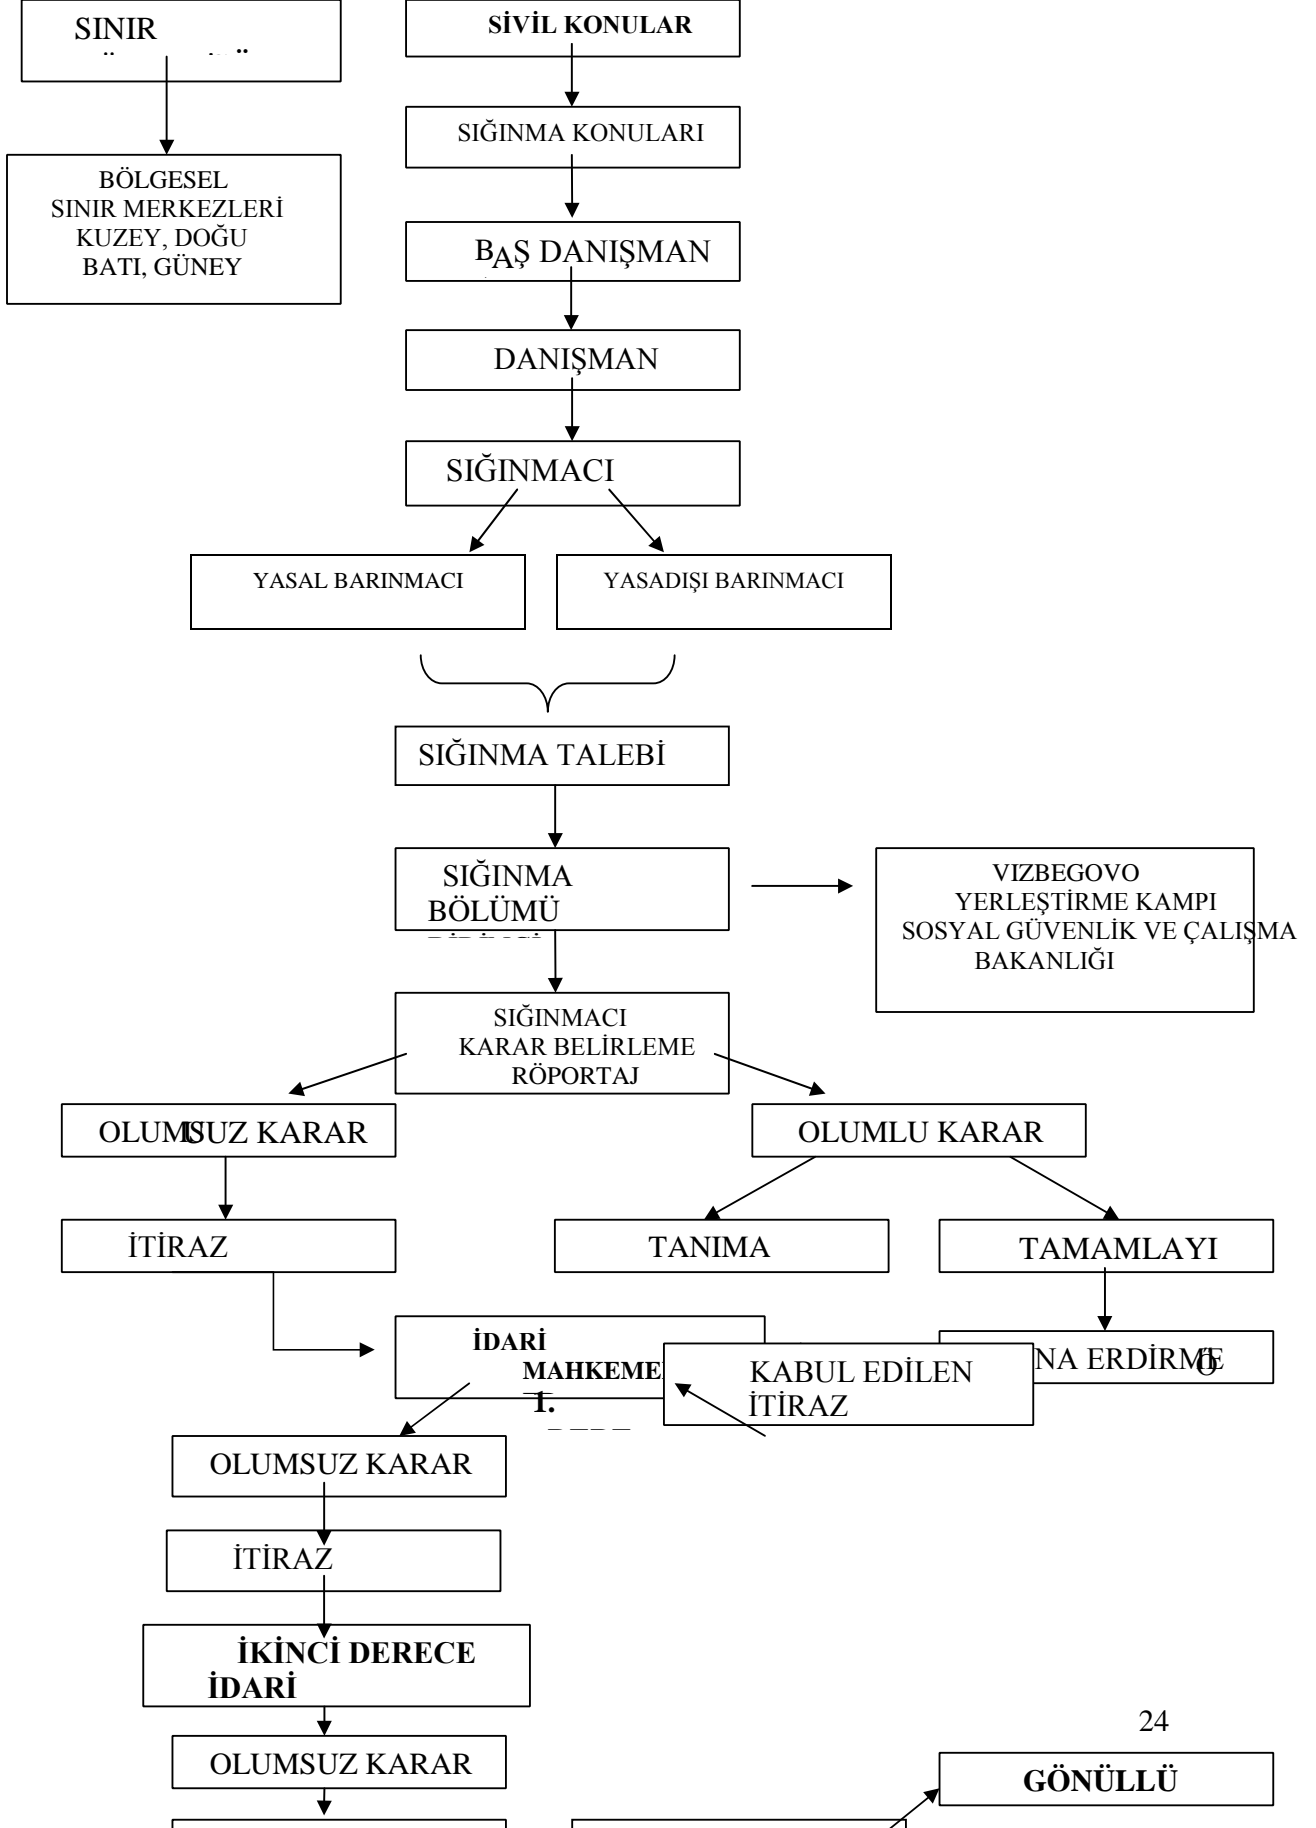 SINIR
SİVİL KONULAR
SIĞINMA KONULARI
BÖLGESEL
SINIR MERKEZLERİ
KUZEY, DOĞU
BATI, GÜNEY
BAŞ DANIŞMAN
DANIŞMAN
SIĞINMACI
YASAL BARINMACI
YASADIŞI BARINMACI
SIĞINMA TALEBİ
SIĞINMA
BÖLÜMÜ
VIZBEGOVO
YERLEŞTİRME KAMPI
SOSYAL GÜVENLİK VE ÇALIŞMA
BAKANLIĞI
SIĞINMACI
KARAR BELİRLEME
RÖPORTAJ
OLUMSUZ KARAR
OLUMLU KARAR
İTİRAZ
TANIMA
TAMAMLAYI
İDARİ
MAHKEME
1.
KABUL EDİLEN
İTİRAZ
NA ERDİRME
OLUMSUZ KARAR
İTİRAZ
İKİNCİ DERECE
İDARİ
OLUMSUZ KARAR
24
GÖNÜLLÜ